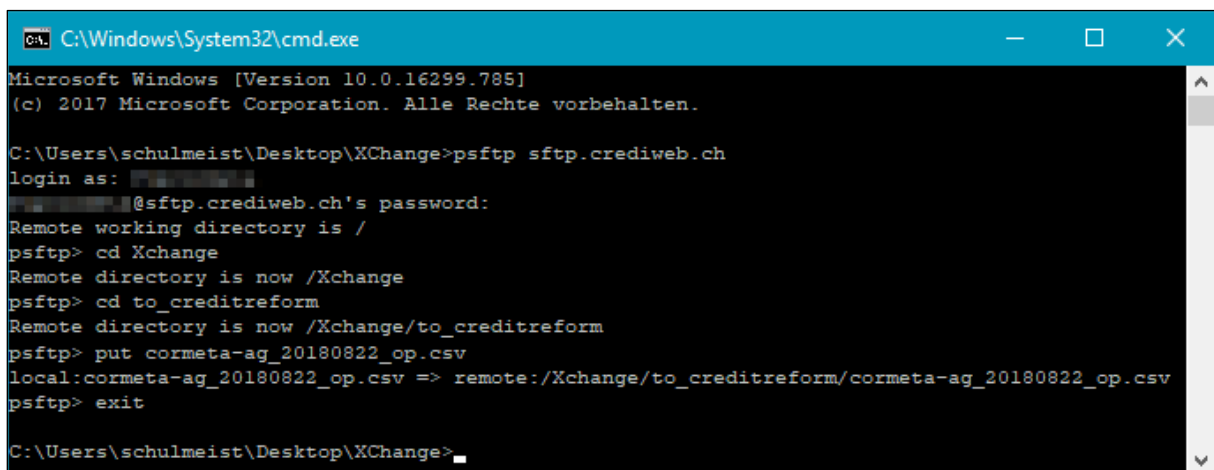 C:\Windows\System32\cmd.exe
Microsoft Windows [Version 10.0.16299.785]
(c) 2017 Microsoft Corporation. Alle Rechte vorbehalten.
C:\Users\schulmeist\Desktop\XChange>psftp sftp.crediweb.ch
login as:
@sftp.crediweb.ch's password:
Remote working directory is /
psftp> cd Xchange
Remote directory is now /Xchange
psftp> cd to_creditreform
Remote directory is now /Xchange/to_creditreform
psftp> put cormeta-ag_20180822_op.csv
local:cormeta-ag_20180822_op.csv => remote:/Xchange/to_creditreform/cormeta-ag_20180822_op.csv
psftp> exit
C:\Users\schulmeist\Desktop\XChange>